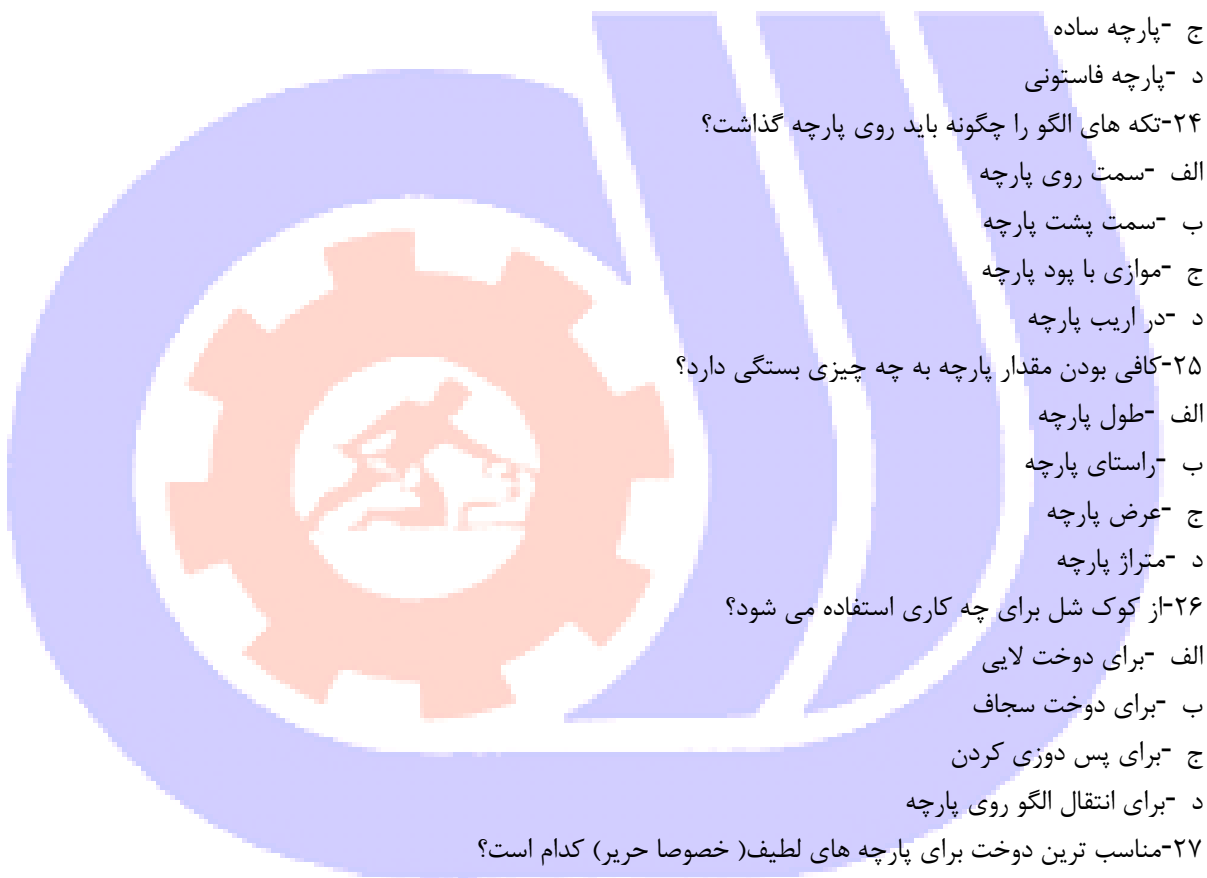 ج -پارچه ساده
د -پارچه فاستونی
۲۴-تکه های الگو را چگونه باید روی پارچه گذاشت؟
الف -سمت روی پارچه
ب -سمت پشت پارچه
ج -موازی با پود پارچه
د -در اریب پارچه
۲۵-کافی بودن مقدار پارچه به چه چیزی بستگی دارد؟
الف -طول پارچه
ب -راستای پارچه
ج -عرض پارچه
د -متراژ پارچه
۲۶-از کوک شل برای چه کاری استفاده می شود؟
الف -برای دوخت لایی
ب -برای دوخت سجاف
ج -برای پس دوزی کردن
د -برای انتقال الگو روی پارچه
۲۷-مناسب ترین دوخت برای پارچه های لطیف( خصوصا حریر) کدام است؟